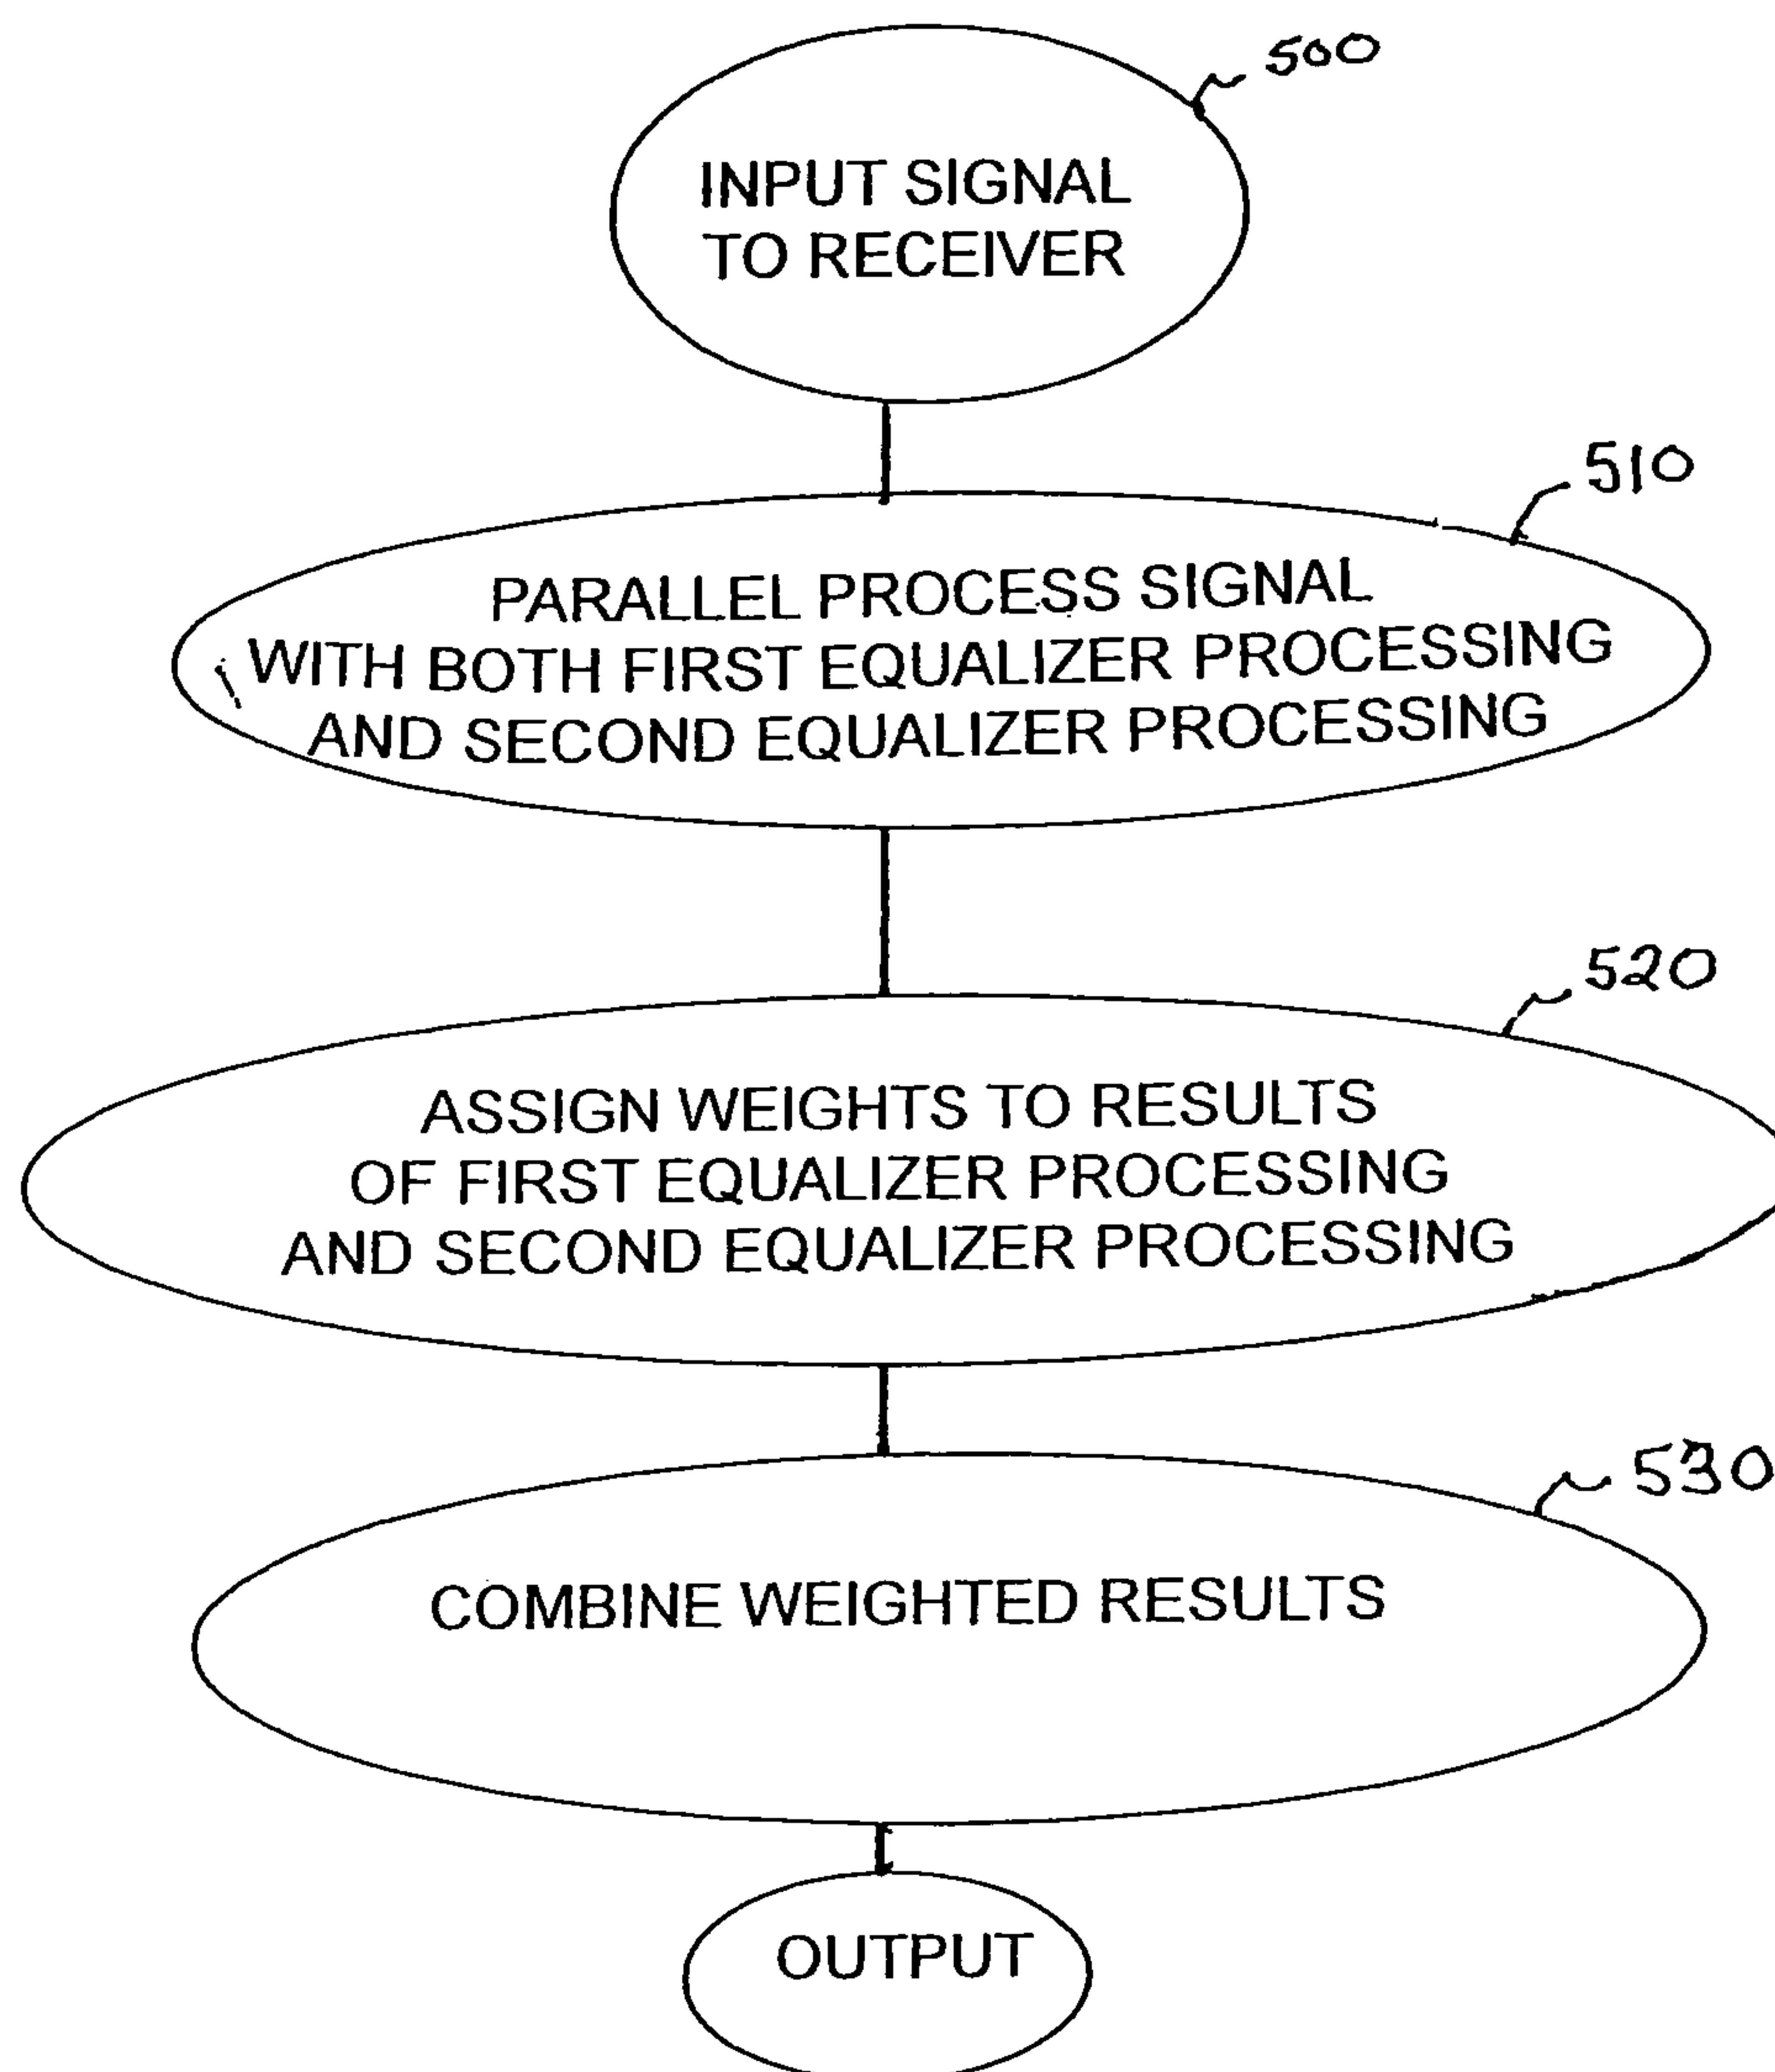 500
INPUT SIGNAL
TO RECEIVER
510
PARALLEL PROCESS SIGNAL
WITH BOTH FIRST EQUALIZER PROCESSING
AND SECOND EQUALIZER PROCESSING
520
ASSIGN WEIGHTS TO RESULTS
OF FIRST EQUALIZER PROCESSING
AND SECOND EQUALIZER PROCESSING
530
COMBINE WEIGHTED RESULTS
OUTPUT